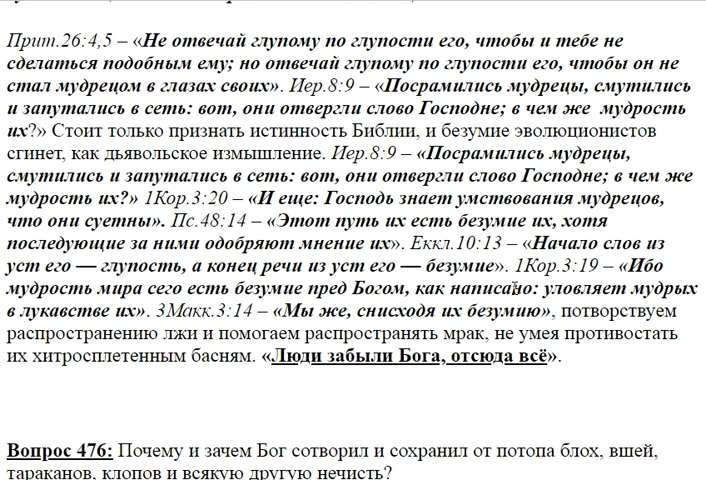 Прит.26:4,5 – «Не отвечай глупому по глупости его, чтобы и тебе не
сделаться подобным ему; но отвечай глупому по глупости его, чтобы он не
стал мудрецом в глазах своих». Иер.8:9 – «Посрамились мудрецы, смутились
и запутались в сеть: вот, они отвергли слово Господне; в чем же мудрость
их?» Стоит только признать истинность Библии, и безумие эволюционистов
сгинет, как дьявольское измышление. Иер.8:9 – «Посрамились мудрецы,
смутились и запутались в сеть: вот, они отвергли слово Господне; в чем же
мудрость их?» 1Кор.3:20 – «И еще: Господь знает умствования мудрецов,
что они суетны». Пс.48:14 – «Этот путь их есть безумие их, хотя
последующие за ними одобряют мнение их». Еккл.10:13 – «Начало слов из
уст его — глупость, а конец речи из уст его — безумие». 1Кор.3:19 – «Ибо
мудрость мира сего есть безумие пред Богом, как написано: уловляет мудрых
в лукавстве их». 3Макк.3:14 – «Мы же, снисходя их безумию», потворствуем
распространению лжи и помогаем распространять мрак, не умея противостать
их хитросплетенным басням. «Люди забыли Бога, отсюда всё».
Вопрос 476: Почему и зачем Бог сотворил и сохранил от потопа блох, вшей,
тараканов, клопов и всякую другую нечисть?